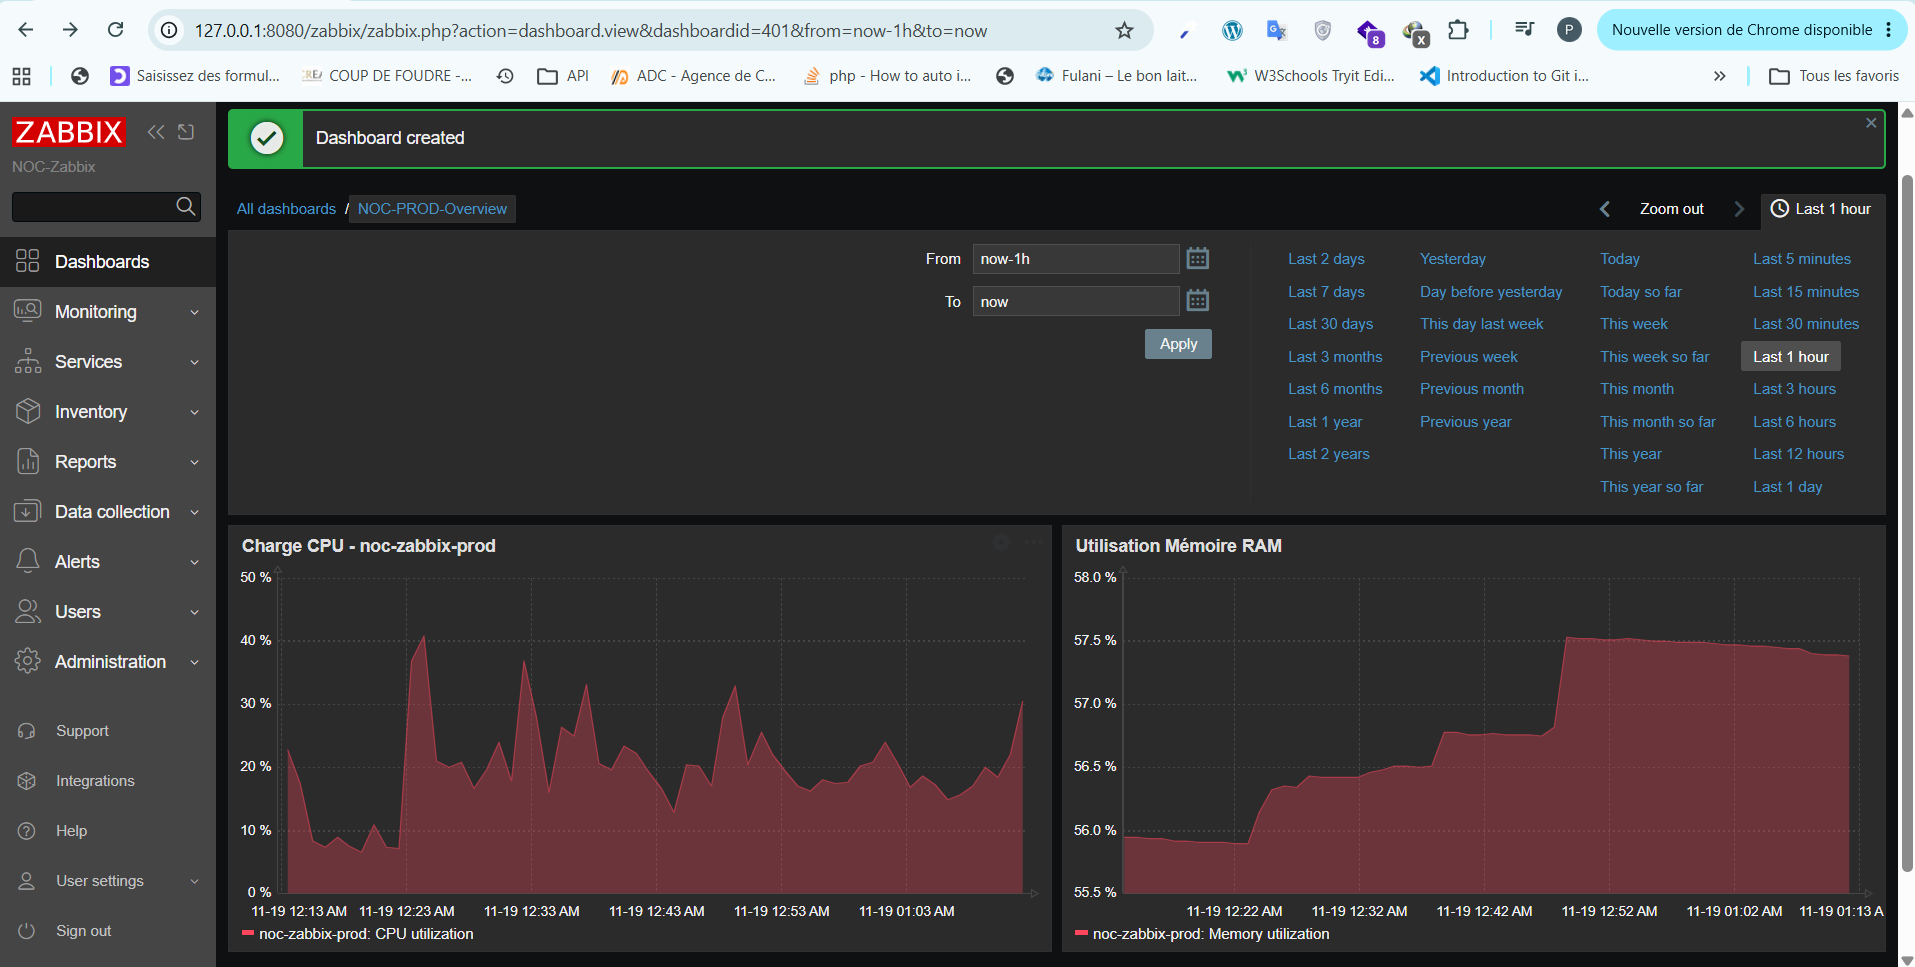 127.0.0.1:8080/zabbix/zabbix.php?action=dashboard.view&dashboardid=401&from=now-1h&to=now
8
X
P
Nouvelle version de Chrome disponible
Saisissez des formul...
COUP DE FOUDRE -...
API
ADC - Agence de C...
php - How to auto i...
Fulani – Le bon lait...
W3Schools Tryit Edi...
Introduction to Git i...
Tous les favoris
ZABBIX
NOC-Zabbix
Dashboards
Monitoring
Services
Inventory
Reports
Data collection
Alerts
Users
Administration
Support
Integrations
Help
User settings
Sign out
Dashboard created
All dashboards / NOC-PROD-Overview
Zoom out
Last 1 hour
From now-1h
To now
Apply
Last 2 days Yesterday Today Last 5 minutes
Last 7 days Day before yesterday Today so far Last 15 minutes
Last 30 days This day last week This week Last 30 minutes
Last 3 months Previous week This week so far Last 1 hour
Last 6 months Previous month This month Last 3 hours
Last 1 year Previous year This month so far Last 6 hours
Last 2 years This year Last 12 hours
This year so far Last 1 day
Charge CPU - noc-zabbix-prod
50 %
40 %
30 %
20 %
10 %
0 %
11-19 12:13 AM 11-19 12:23 AM 11-19 12:33 AM 11-19 12:43 AM 11-19 12:53 AM 11-19 01:03 AM
noc-zabbix-prod: CPU utilization
Utilisation Mémoire RAM
58.0 %
57.5 %
57.0 %
56.5 %
56.0 %
55.5 %
11-19 12:22 AM 11-19 12:32 AM 11-19 12:42 AM 11-19 12:52 AM 11-19 01:02 AM 11-19 01:13 A
noc-zabbix-prod: Memory utilization